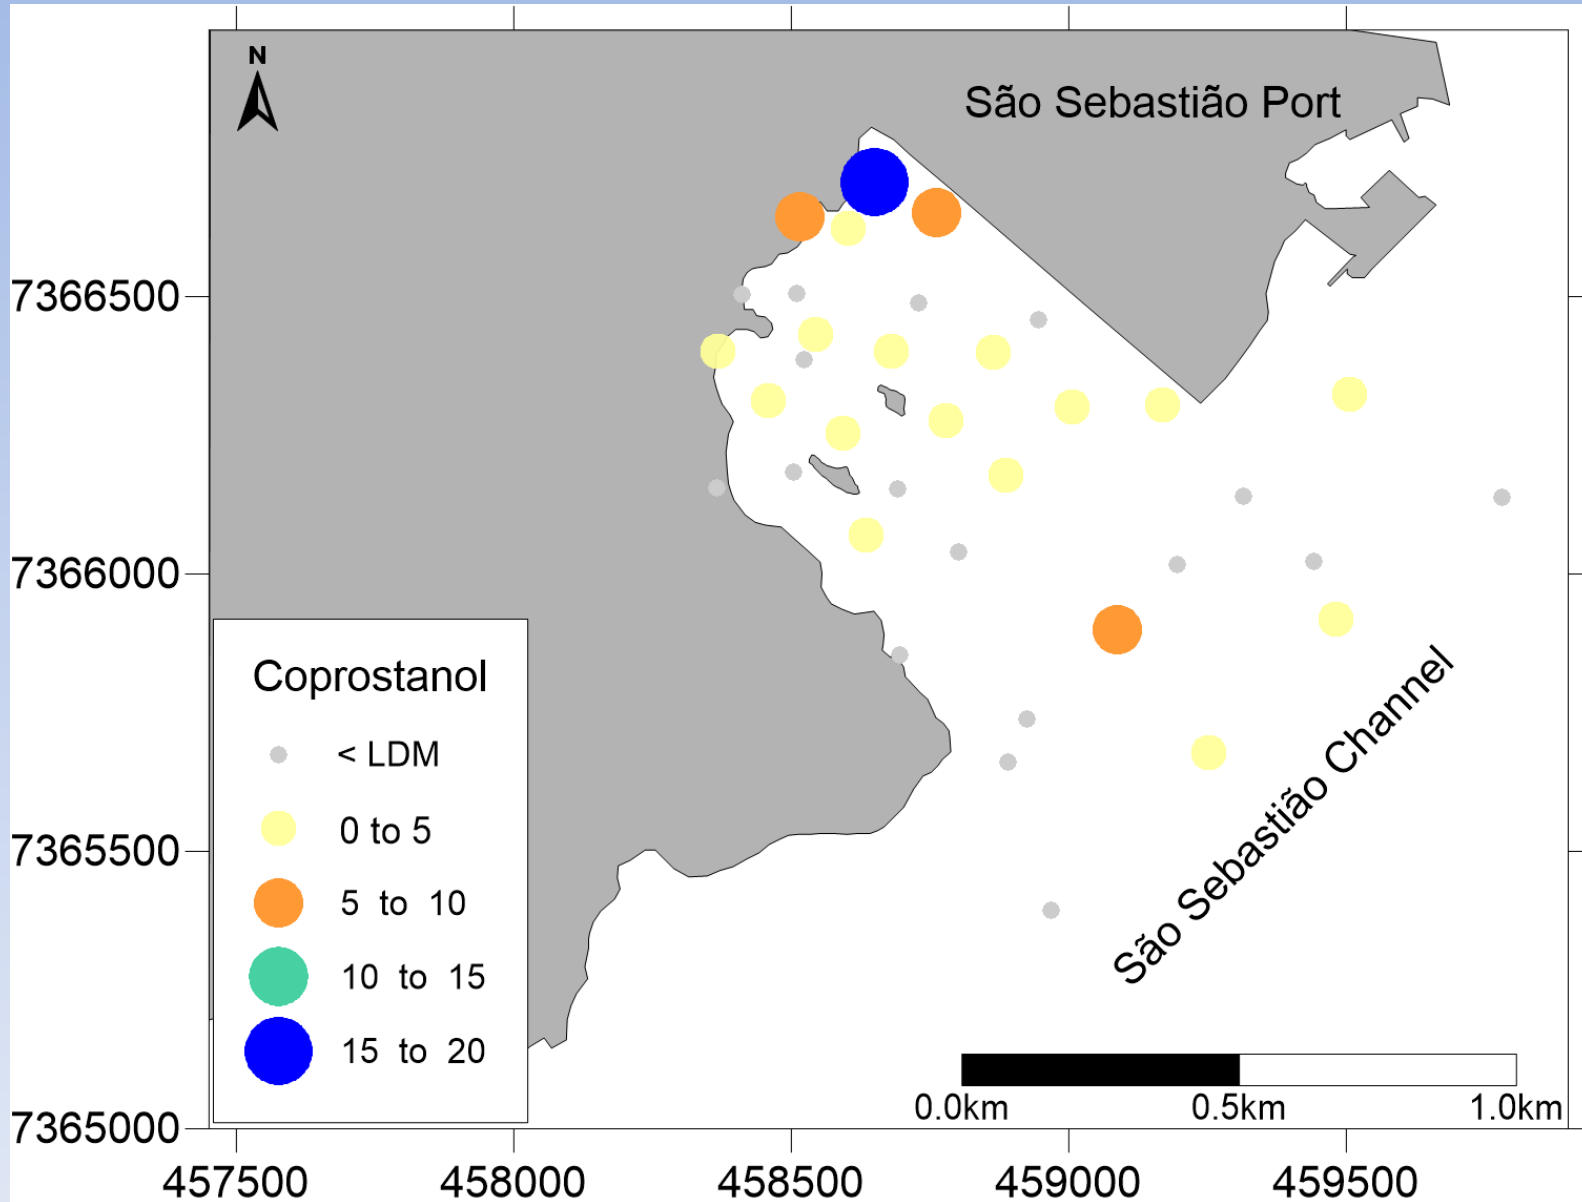 N
São Sebastião Port
7366500
7366000
7365500
7365000
Coprostanol
< LDM
0 to 5
5 to 10
10 to 15
15 to 20
São Sebastião Channel
0.0km 0.5km 1.0km
457500 458000 458500 459000 459500